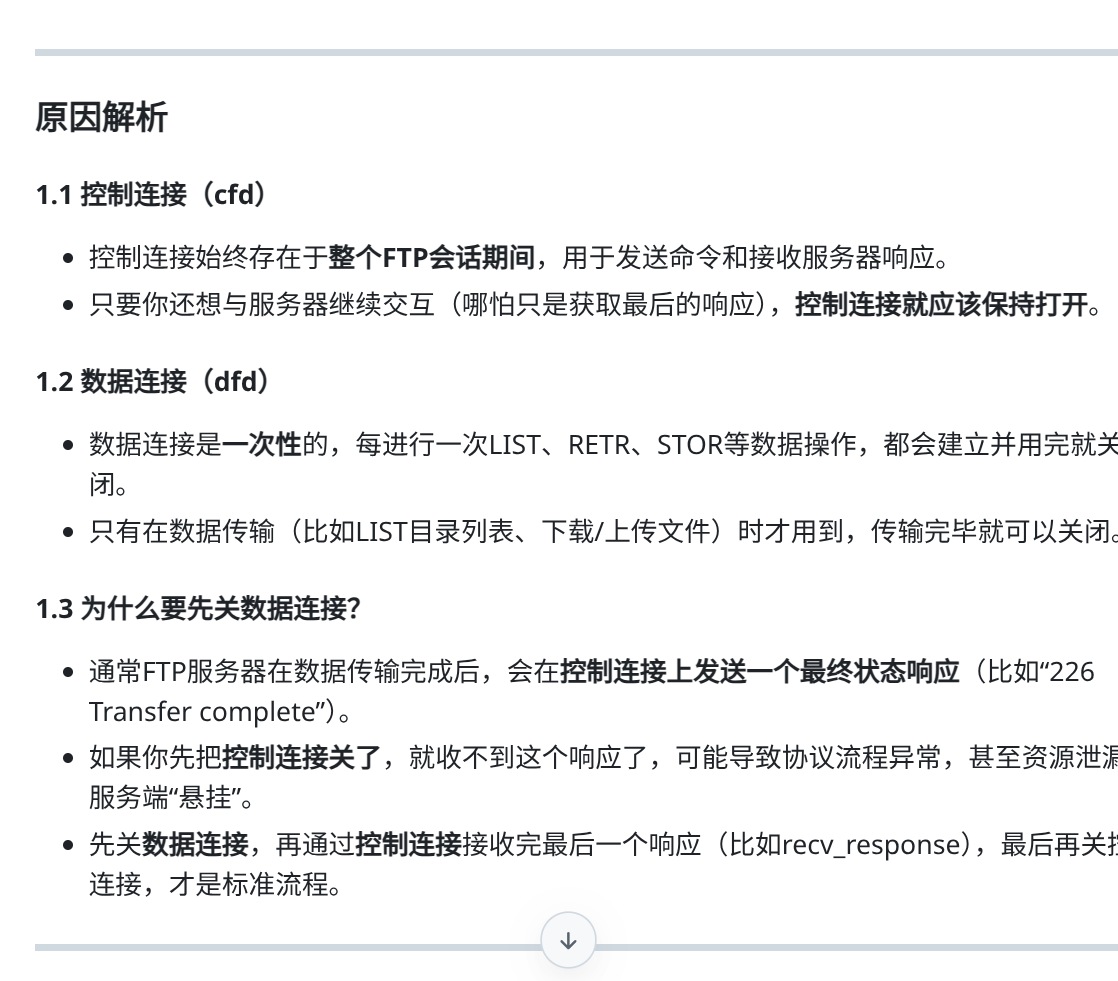 原因解析
1.1 控制连接（cfd）
控制连接始终存在于整个FTP会话期间，用于发送命令和接收服务器响应。
只要你还想与服务器继续交互（哪怕只是获取最后的响应），控制连接就应该保持打开。
1.2 数据连接（dfd）
数据连接是一次性的，每进行一次LIST、RETR、STOR等数据操作，都会建立并用完就关
闭。
只有在数据传输（比如LIST目录列表、下载/上传文件）时才用到，传输完毕就可以关闭。
1.3 为什么要先关数据连接？
通常FTP服务器在数据传输完成后，会在控制连接上发送一个最终状态响应（比如“226
Transfer complete”）。
如果你先把控制连接关了，就收不到这个响应了，可能导致协议流程异常，甚至资源泄漏
服务端“悬挂”。
先关数据连接，再通过控制连接接收完最后一个响应（比如recv_response），最后再关控
连接，才是标准流程。